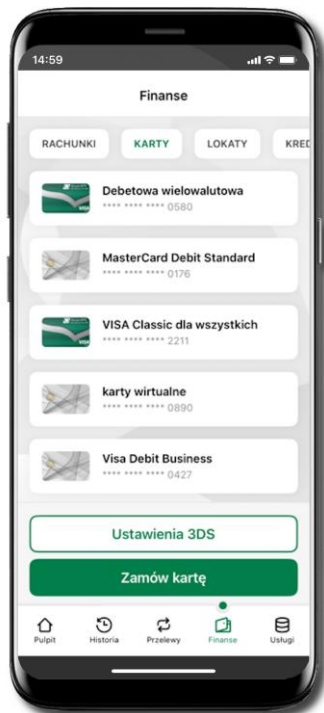 14:59
Finanse
RACHUNKI KARTY LOKATY KRED
Debetowa wielowalutowa
**** **** **** 0580
MasterCard Debit Standard
**** **** **** 0176
VISA Classic dla wszystkich
**** **** **** 2211
karty wirtualne
**** **** **** 0890
Visa Debit Business
**** **** **** 0427
Ustawienia 3DS
Zamów kartę
Pulpit Historia Przelewy Finanse Usługi